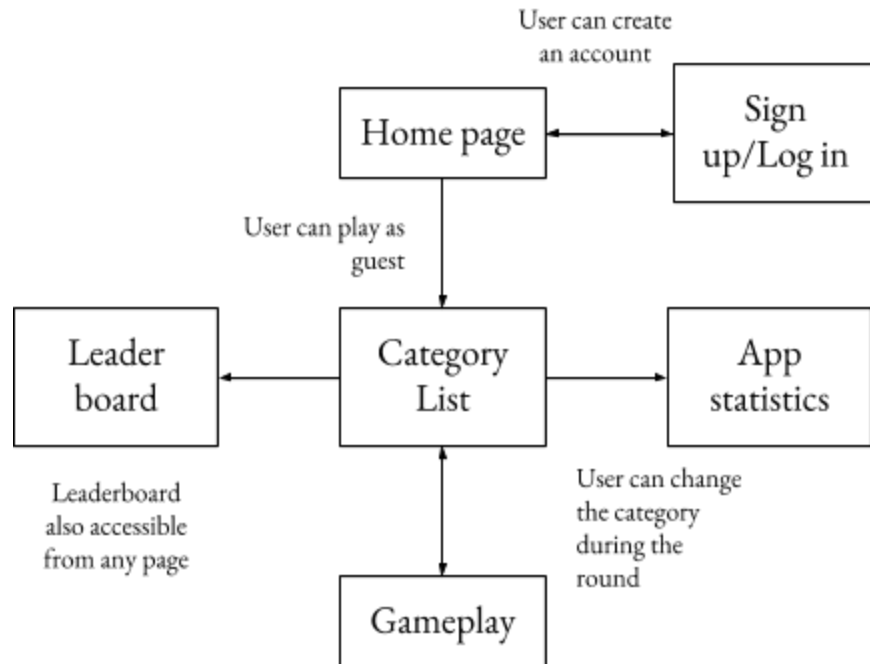 User can create
an account
Home page
Sign
up/Log in
User can play as
guest
Leader
board
Category
List
App
statistics
Leaderboard
also accessible
from any page
User can change
the category
during the
round
Gameplay